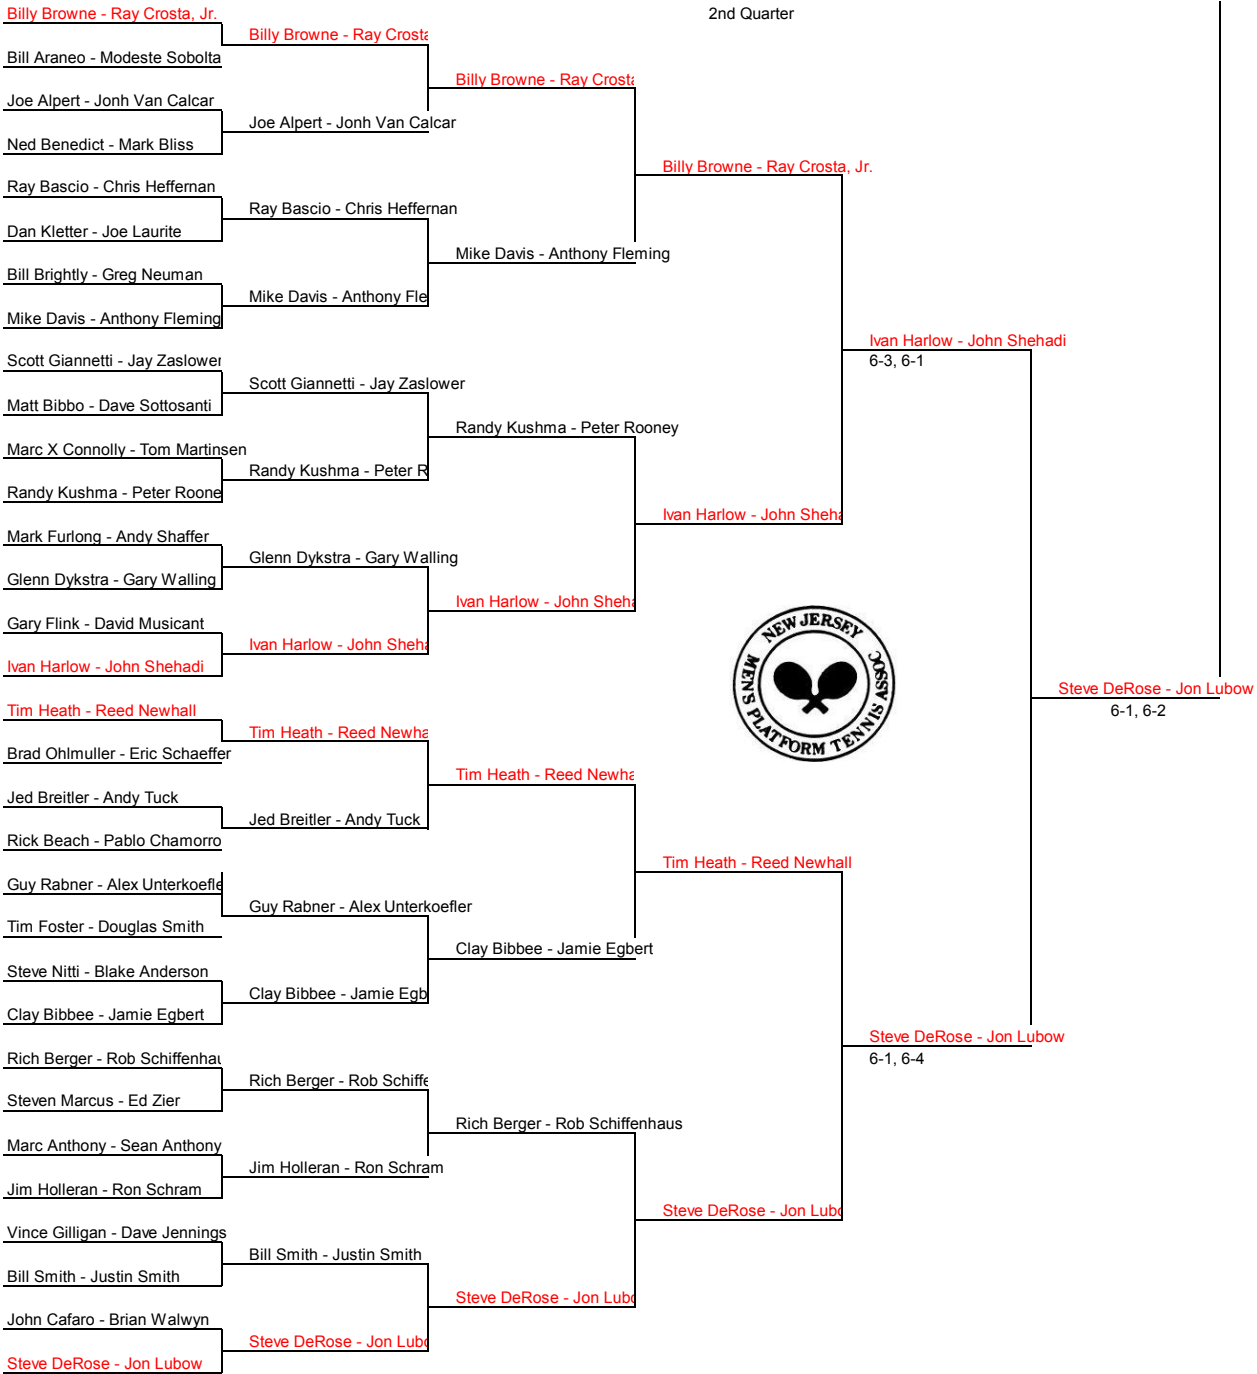 Billy Browne - Ray Crosta, Jr.
Bill Araneo - Modeste Sobolta
Joe Alpert - Jonh Van Calcar
Ned Benedict - Mark Bliss
Ray Bascio - Chris Heffernan
Dan Kletter - Joe Laurite
Bill Brightly - Greg Neuman
Mike Davis - Anthony Fleming
Scott Giannetti - Jay Zaslower
Matt Bibbo - Dave Sottosanti
Marc X Connolly - Tom Martinsen
Randy Kushma - Peter Roone
Mark Furlong - Andy Shaffer
Glenn Dykstra - Gary Walling
Gary Flink - David Musicant
Ivan Harlow - John Shehadi
Tim Heath - Reed Newhall
Brad Ohlmuller - Eric Schaeffer
Jed Breitler - Andy Tuck
Rick Beach - Pablo Chamorro
Guy Rabner - Alex Unterkoefle
Tim Foster - Douglas Smith
Steve Nitti - Blake Anderson
Clay Bibbee - Jamie Egbert
Rich Berger - Rob Schiffenhau
Steven Marcus - Ed Zier
Marc Anthony - Sean Anthony
Jim Holleran - Ron Schram
Vince Gilligan - Dave Jennings
Bill Smith - Justin Smith
John Cafaro - Brian Walwyn
Steve DeRose - Jon Lubow
Billy Browne - Ray Crosta
Joe Alpert - Jonh Van Calcar
Ray Bascio - Chris Heffernan
Mike Davis - Anthony Fle
Scott Giannetti - Jay Zaslower
Randy Kushma - Peter R
Glenn Dykstra - Gary Walling
Ivan Harlow - John Sheha
Tim Heath - Reed Newha
Jed Breitler - Andy Tuck
Guy Rabner - Alex Unterkoefler
Clay Bibbee - Jamie Egb
Rich Berger - Rob Schiffe
Jim Holleran - Ron Schram
Bill Smith - Justin Smith
Steve DeRose - Jon Lubo
Billy Browne - Ray Crosta
Mike Davis - Anthony Fleming
Randy Kushma - Peter Rooney
Ivan Harlow - John Sheha
Tim Heath - Reed Newha
Clay Bibbee - Jamie Egbert
Rich Berger - Rob Schiffenhaus
Steve DeRose - Jon Lubo
2nd Quarter
Billy Browne - Ray Crosta, Jr.
Ivan Harlow - John Sheha
NEW JERSEY
MEN'S PLATFORM TENNIS ASSOC
Tim Heath - Reed Newhall
Steve DeRose - Jon Lubo
Ivan Harlow - John Shehadi
6-3, 6-1
Steve DeRose - Jon Lubow
6-1, 6-4
Steve DeRose - Jon Lubow
6-1, 6-2